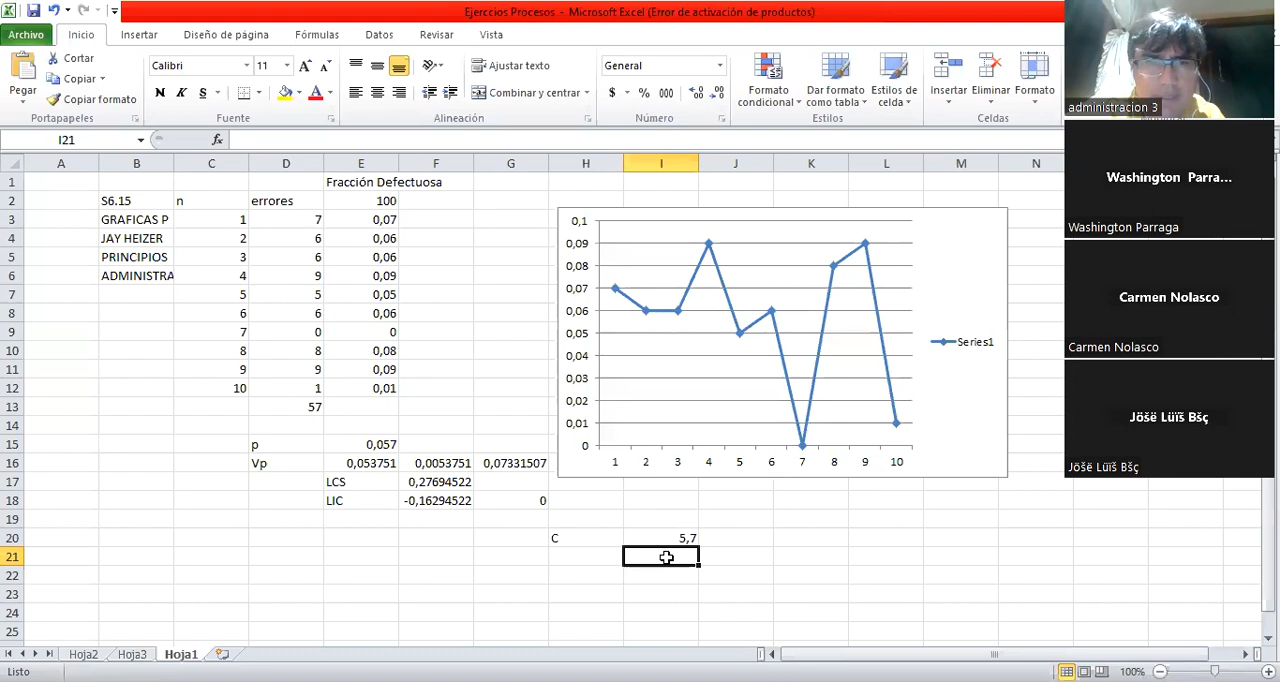 Ejerccios Procesos - Microsoft Excel (Error de activación de productos)
Archivo Inicio Insertar Diseño de página Fórmulas Datos Revisar Vista
Pegar
Cortar
Copiar
Copiar formato
Portapapeles
Calibri 11
N K S
Fuente
Ajustar texto
Combinar y centrar
Alineación
General
$ % 000
Número
Formato condicional
Dar formato como tabla
Estilos de celda
Estilos
Insertar Eliminar Formato
Celdas
I21 fx
A B C D E F G H I J K L M N
1 Fracción Defectuosa
2 S6.15 n errores 100
3 GRAFICAS P 1 7 0,07
4 JAY HEIZER 2 6 0,06
5 PRINCIPIOS 3 6 0,06
6 ADMINISTRA 4 9 0,09
7 5 5 0,05
8 6 6 0,06
9 7 0 0
10 8 8 0,08
11 9 9 0,09
12 10 1 0,01
13 57
14
15 p 0,057
16 Vp 0,053751 0,0053751 0,07331507
17 LCS 0,27694522
18 LIC -0,16294522 0
19
20 C 5,7
21
22
23
24
25
0,1
0,09
0,08
0,07
0,06
0,05
0,04
0,03
0,02
0,01
0
1 2 3 4 5 6 7 8 9 10
Series1
Hoja2 Hoja3 Hoja1
Listo 100%
administracion 3
Washington Parra...
Washington Parraga
Carmen Nolasco
Carmen Nolasco
Jöšë Lüïš Bšç
Jöšë Lüïš Bšç